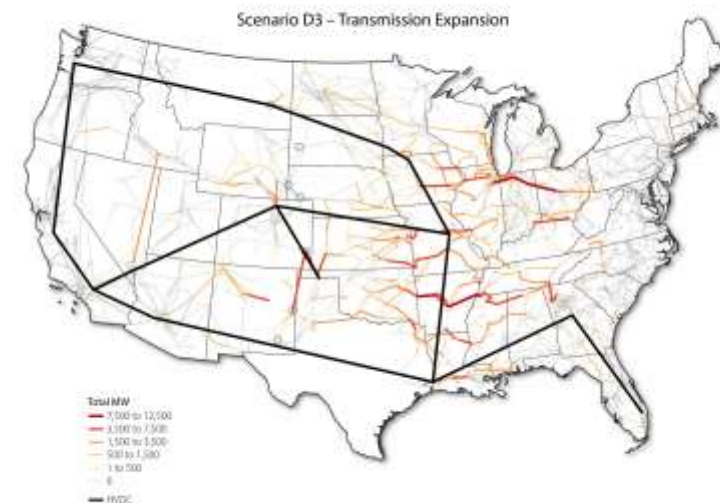 Scenario D3 – Transmission Expansion
Total MW
7,500 to 12,500
3,500 to 7,500
1,500 to 3,500
500 to 1,500
1 to 500
0
HVDC